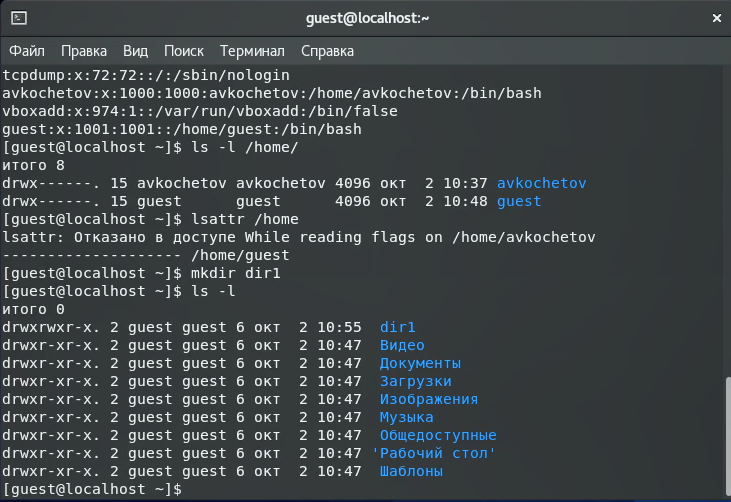 guest@localhost:~
Файл Правка Вид Поиск Терминал Справка
tcpdump:x:72:72::/:/sbin/nologin
avkochetov:x:1000:1000:avkochetov:/home/avkochetov:/bin/bash
vboxadd:x:974:1::/var/run/vboxadd:/bin/false
guest:x:1001:1001::/home/guest:/bin/bash
[guest@localhost ~]$ ls -l /home/
итого 8
drwx------. 15 avkochetov avkochetov 4096 окт  2 10:37 avkochetov
drwx------. 15 guest      guest      4096 окт  2 10:48 guest
[guest@localhost ~]$ lsattr /home
lsattr: Отказано в доступе While reading flags on /home/avkochetov
-------------------- /home/guest
[guest@localhost ~]$ mkdir dir1
[guest@localhost ~]$ ls -l
итого 0
drwxrwxr-x. 2 guest guest 6 окт  2 10:55  dir1
drwxr-xr-x. 2 guest guest 6 окт  2 10:47  Видео
drwxr-xr-x. 2 guest guest 6 окт  2 10:47  Документы
drwxr-xr-x. 2 guest guest 6 окт  2 10:47  Загрузки
drwxr-xr-x. 2 guest guest 6 окт  2 10:47  Изображения
drwxr-xr-x. 2 guest guest 6 окт  2 10:47  Музыка
drwxr-xr-x. 2 guest guest 6 окт  2 10:47  Общедоступные
drwxr-xr-x. 2 guest guest 6 окт  2 10:47 'Рабочий стол'
drwxr-xr-x. 2 guest guest 6 окт  2 10:47  Шаблоны
[guest@localhost ~]$